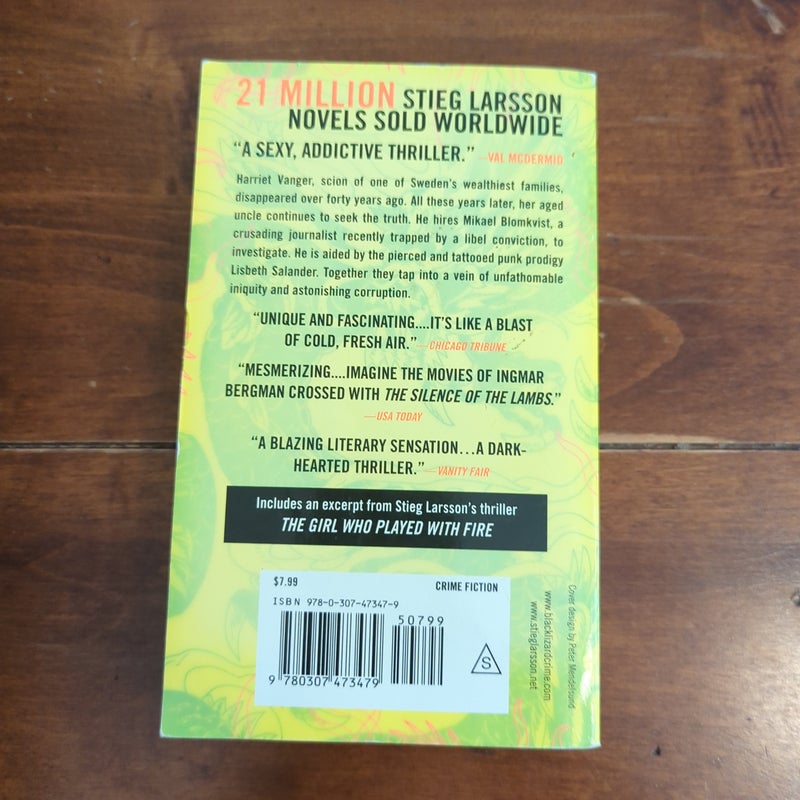 21 MILLION STIEG LARSSON
NOVELS SOLD WORLDWIDE
“A SEXY, ADDICTIVE THRILLER.” —VAL MCDERMID
Harriet Vanger, scion of one of Sweden's wealthiest families,
disappeared over forty years ago. All these years later, her aged
uncle continues to seek the truth. He hires Mikael Blomkvist, a
crusading journalist recently trapped by a libel conviction, to
investigate. He is aided by the pierced and tattooed punk prodigy
Lisbeth Salander. Together they tap into a vein of unfathomable
iniquity and astonishing corruption.
“UNIQUE AND FASCINATING....IT'S LIKE A BLAST
OF COLD, FRESH AIR.” —CHICAGO TRIBUNE
“MESMERIZING....IMAGINE THE MOVIES OF INGMAR
BERGMAN CROSSED WITH THE SILENCE OF THE LAMBS.”
—USA TODAY
“A BLAZING LITERARY SENSATION...A DARK-
HEARTED THRILLER.” —VANITY FAIR
Includes an excerpt from Stieg Larsson's thriller
THE GIRL WHO PLAYED WITH FIRE
$7.99 CRIME FICTION
ISBN 978-0-307-47347-9
50799
9 780307 473479
S
Cover design by Peter Mendelsund
www.blacklizardcrime.com
www.stieglarsson.net